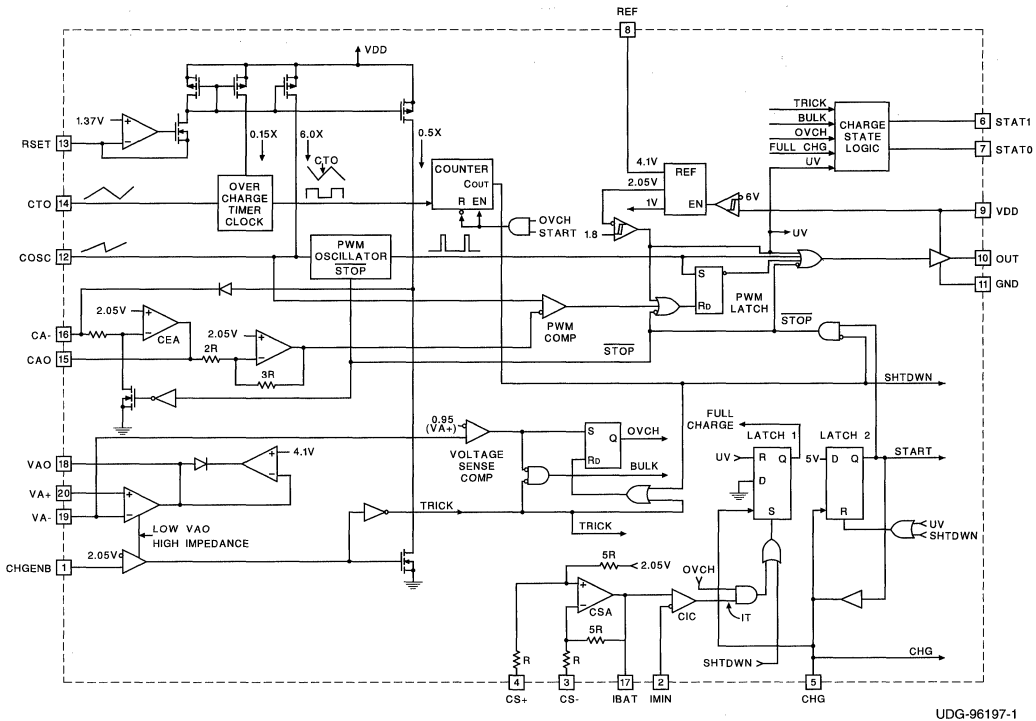 REF
8
VDD
TRICK
BULK
OVCH
FULL CHG
UV
CHARGE
STATE
LOGIC
6 STAT1
7 STAT0
1.37V
RSET 13
0.15X
6.0X
0.5X
CTO
4.1V
2.05V
1V
REF
EN
6V
9 VDD
COUNTER
COUT
R EN
OVER
CHARGE
TIMER
CLOCK
CTO 14
OVCH
START
1.8
UV
COSC 12
PWM
OSCILLATOR
STOP
S
RD
PWM
LATCH
10 OUT
11 GND
CA- 16
2.05V
CEA
2.05V
PWM
COMP
STOP
STOP
CAO 15
2R
3R
SHTDWN
0.95
(VA+)
VOLTAGE
SENSE
COMP
S
Q
RD
OVCH
BULK
FULL
CHARGE
LATCH 1
UV
R Q
D
S
LATCH 2
5V
D Q
R
START
VAO 18
4.1V
VA+ 20
VA- 19
LOW VAO
HIGH IMPEDANCE
TRICK
TRICK
UV
SHTDWN
CHGENB 1
2.05V
5R
2.05V
OVCH
CSA
CIC
IT
5R
R
R
SHTDWN
CHG
4
3
17
2
5
CS+
CS-
IBAT
IMIN
CHG
UDG-96197-1